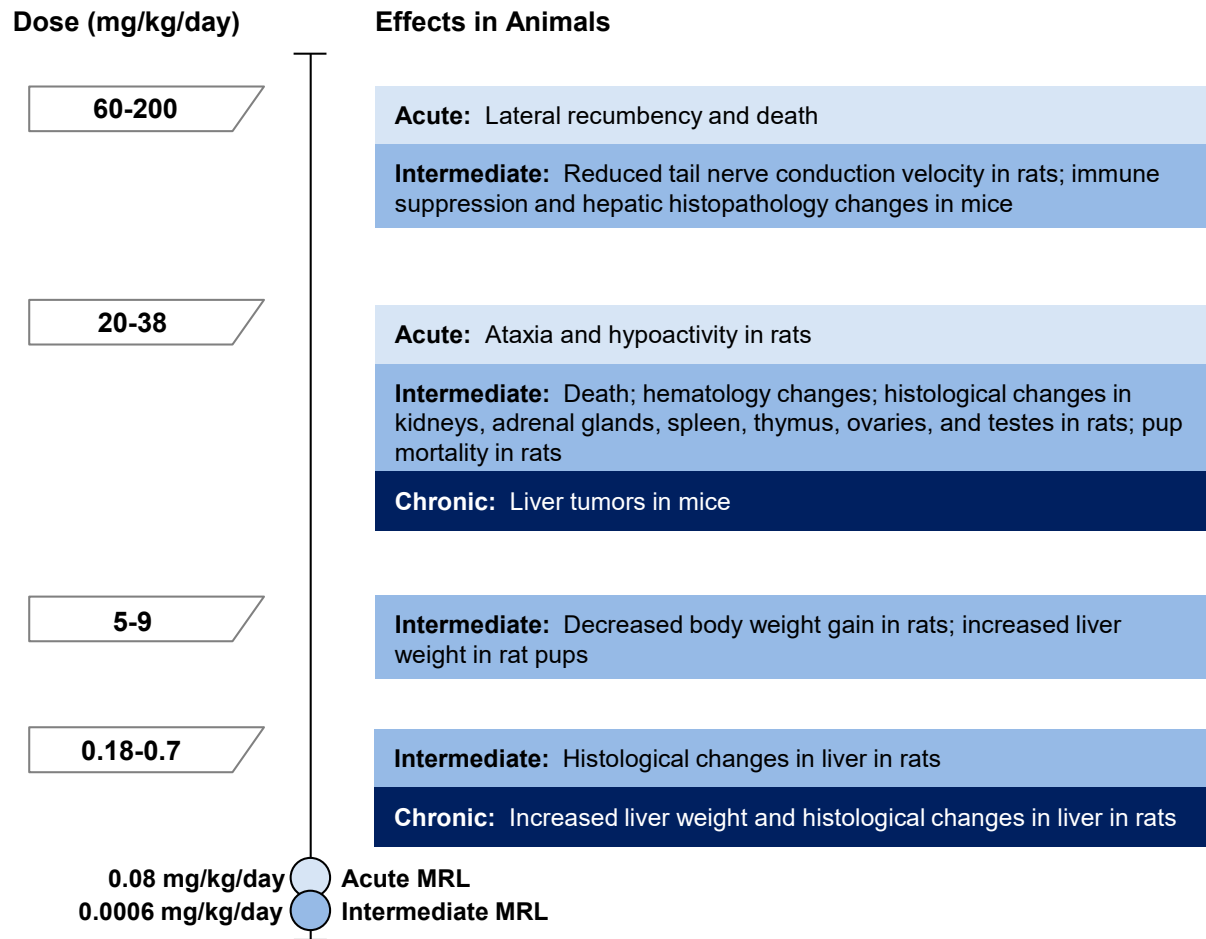 Dose (mg/kg/day) Effects in Animals
60-200
Acute: Lateral recumbency and death
Intermediate: Reduced tail nerve conduction velocity in rats; immune
suppression and hepatic histopathology changes in mice
20-38
Acute: Ataxia and hypoactivity in rats
Intermediate: Death; hematology changes; histological changes in
kidneys, adrenal glands, spleen, thymus, ovaries, and testes in rats; pup
mortality in rats
Chronic: Liver tumors in mice
5-9
Intermediate: Decreased body weight gain in rats; increased liver
weight in rat pups
0.18-0.7
Intermediate: Histological changes in liver in rats
Chronic: Increased liver weight and histological changes in liver in rats
0.08 mg/kg/day Acute MRL
0.0006 mg/kg/day Intermediate MRL